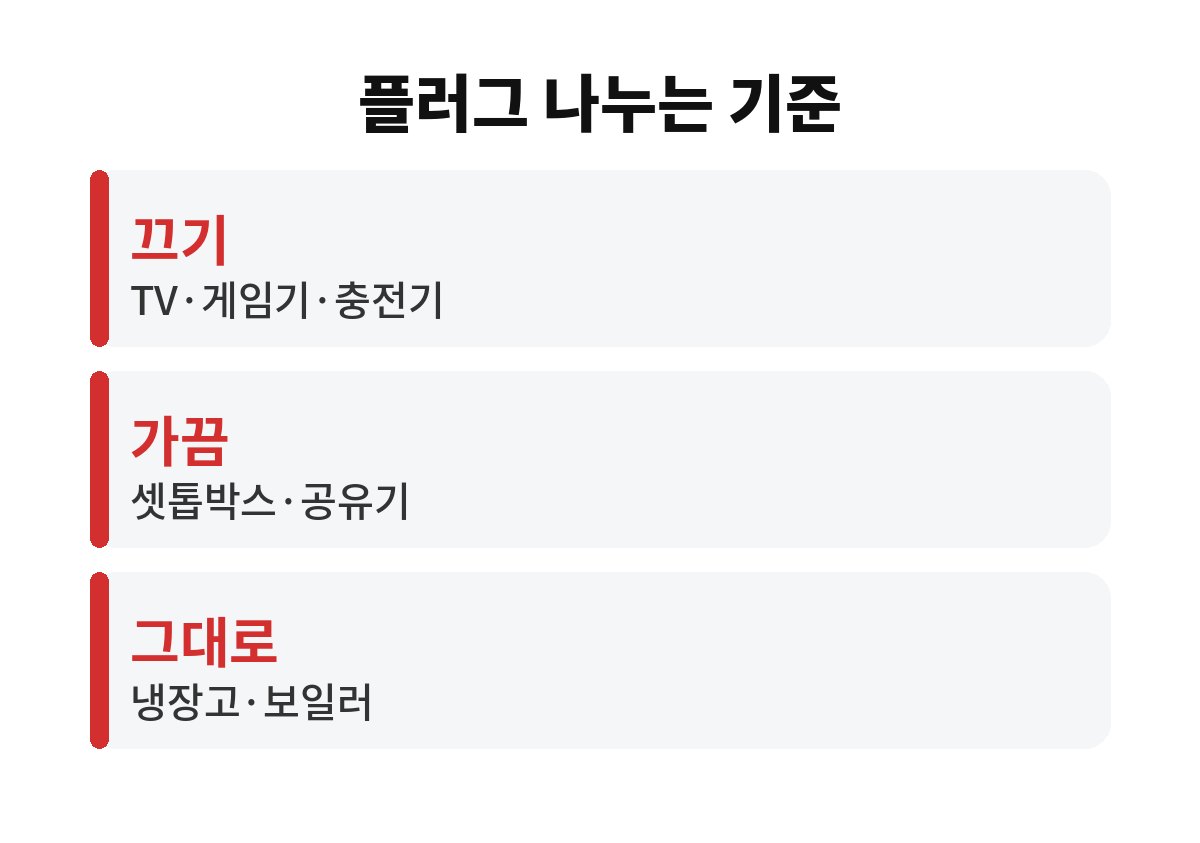 플러그 나누는 기준
끄기
TV·게임기·충전기
가끔
셋톱박스·공유기
그대로
냉장고·보일러